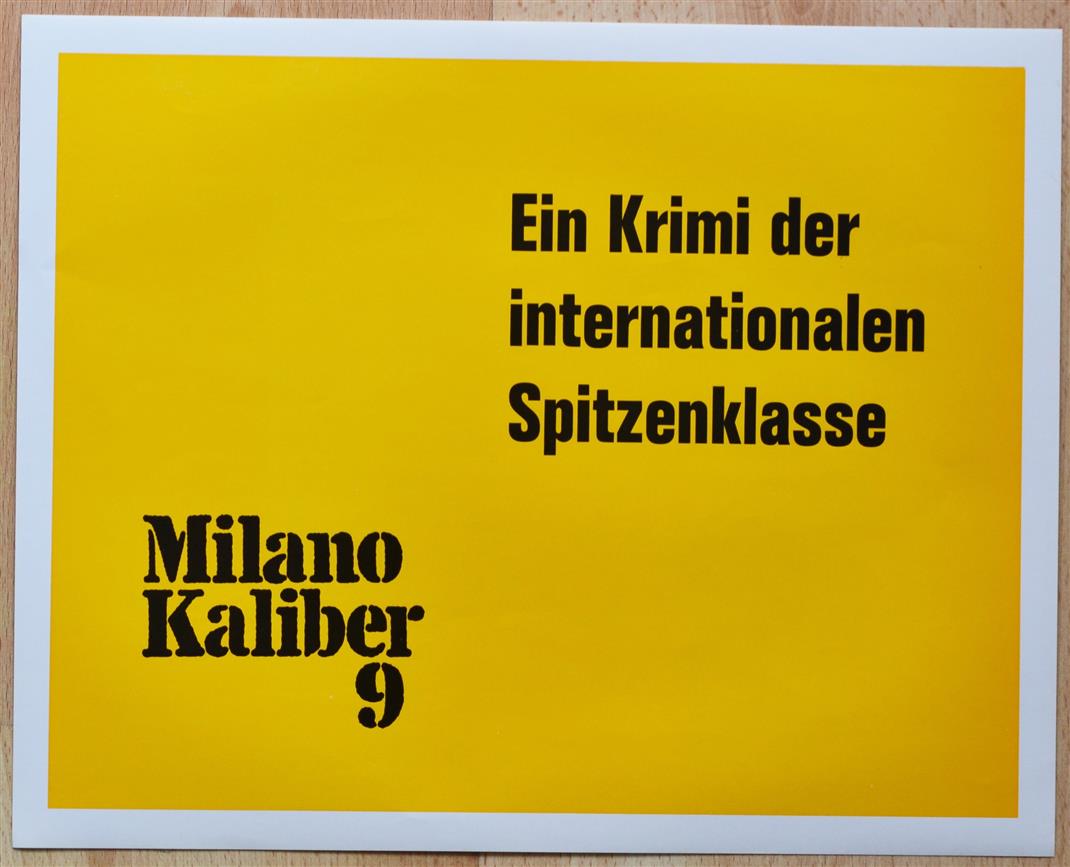 Ein Krimi der
internationalen
Spitzenklasse
Milano
Kaliber
9